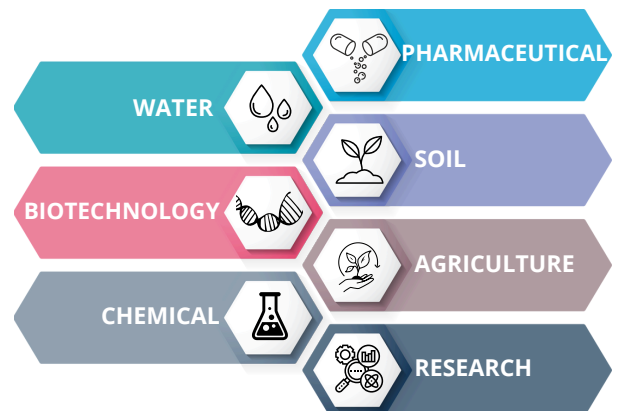 PHARMACEUTICAL
WATER
SOIL
BIOTECHNOLOGY
AGRICULTURE
CHEMICAL
RESEARCH